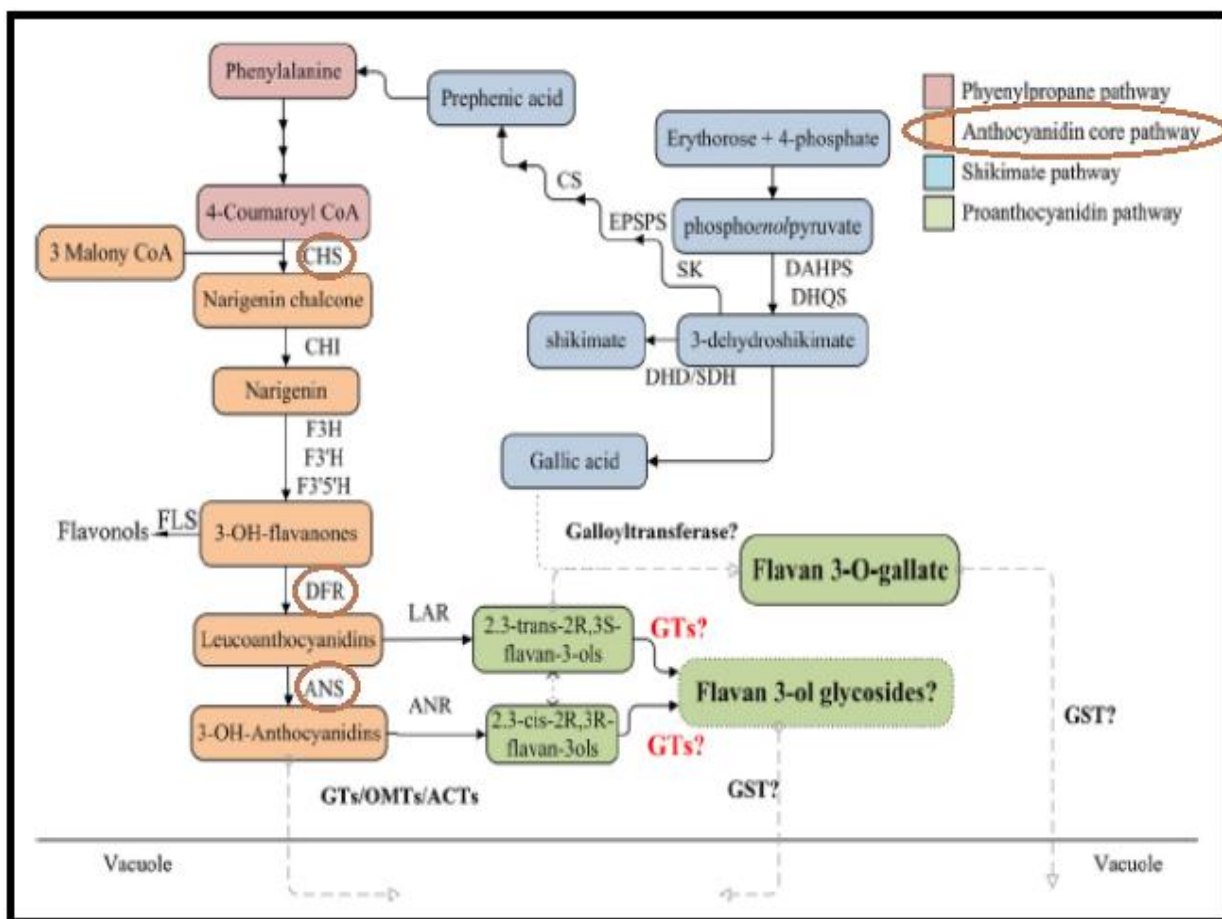 Phenylalanine
Prephenic acid
Erythorose + 4-phosphate
Phyenylpropane pathway
Anthocyanidin core pathway
Shikimate pathway
Proanthocyanidin pathway
CS
EPSPS
SK
phosphoenolpyruvate
DAHPS
DHQS
4-Coumaroyl CoA
3 Malony CoA
CHS
Narigenin chalcone
shikimate
3-dehydroshikimate
DHD/SDH
CHI
Narigenin
F3H
F3'H
F3'5'H
Gallic acid
Flavonols
FLS
3-OH-flavanones
Galloyltransferase?
Flavan 3-O-gallate
DFR
Leucoanthocyanidins
LAR
2.3-trans-2R,3S-
flavan-3-ols
GTs?
Flavan 3-ol glycosides?
ANS
3-OH-Anthocyanidins
ANR
2.3-cis-2R,3R-
flavan-3ols
GTs?
GST?
GTs/OMTs/ACTs
GST?
Vacuole
Vacuole